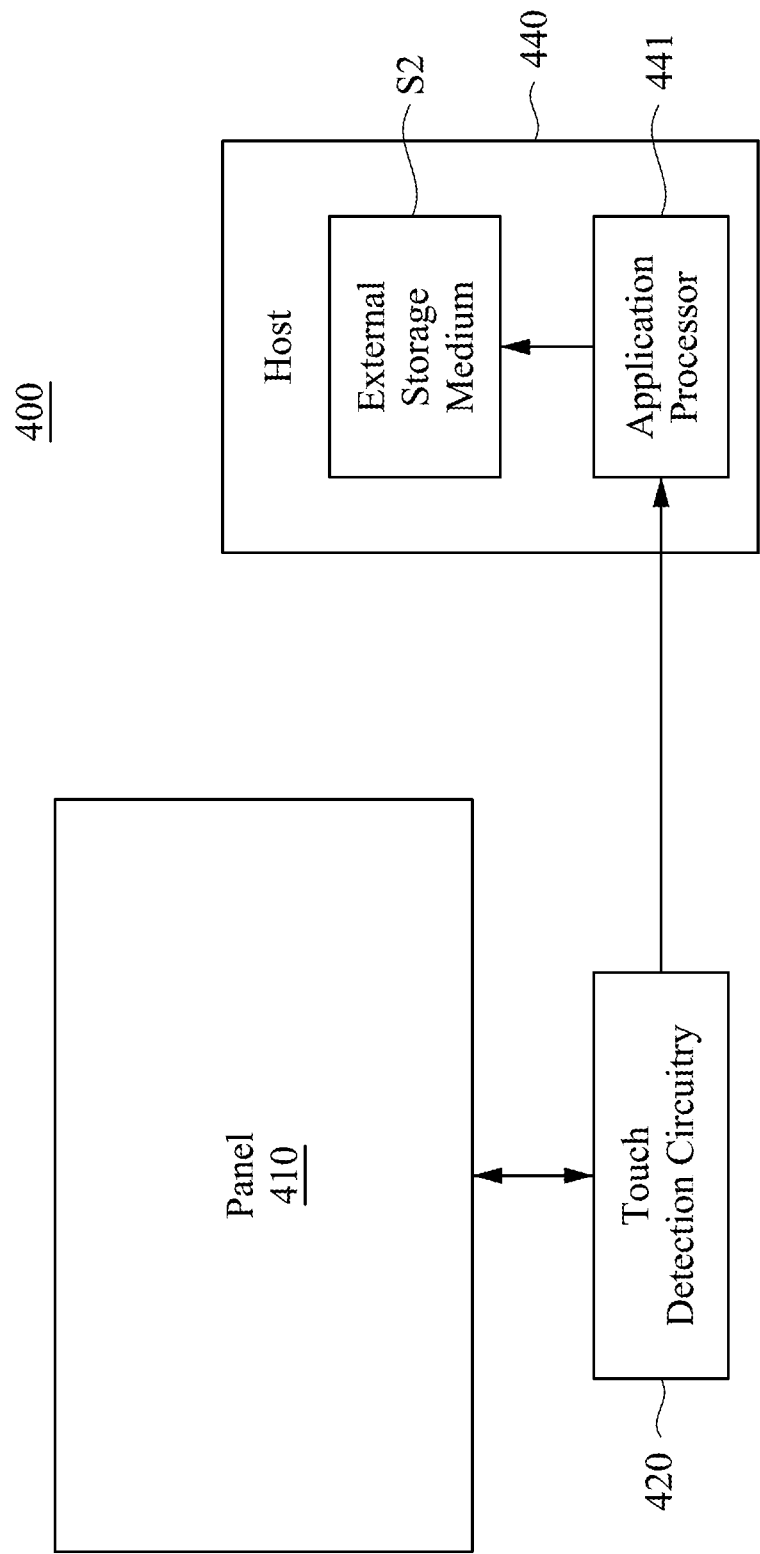 400
Panel
410
Touch
Detection Circuitry
420
Host
External
Storage
Medium
S2
440
Application
Processor
441